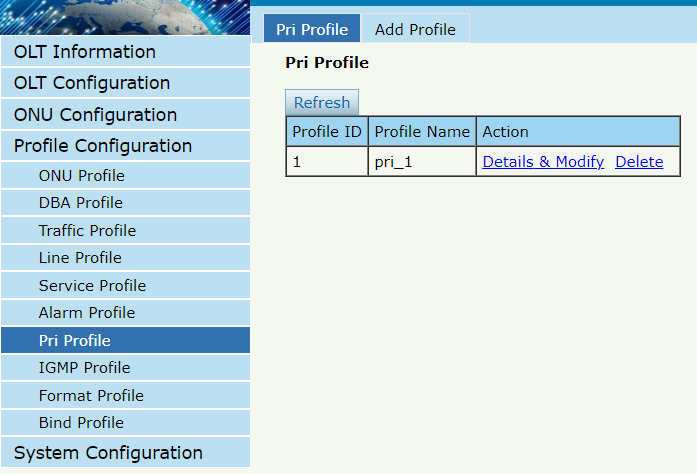 OLT Information
OLT Configuration
ONU Configuration
Profile Configuration
ONU Profile
DBA Profile
Traffic Profile
Line Profile
Service Profile
Alarm Profile
Pri Profile
IGMP Profile
Format Profile
Bind Profile
System Configuration
Pri Profile Add Profile
Pri Profile
Refresh
Profile ID Profile Name Action
1 pri_1 Details & Modify Delete